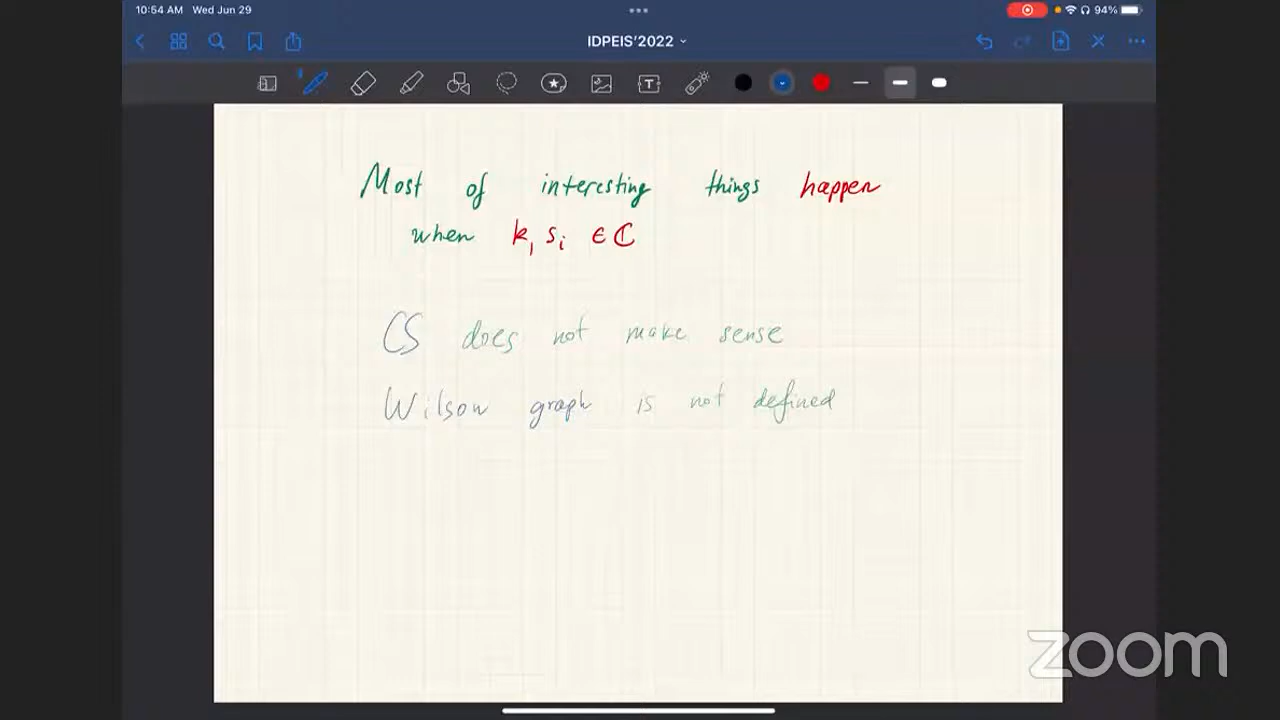 10:54 AM Wed Jun 29
94%
IDPEIS'2022
Most of interesting things happen
when k, si ∈ ℂ
CS does not make sense
Wilson graph is not defined
zoom